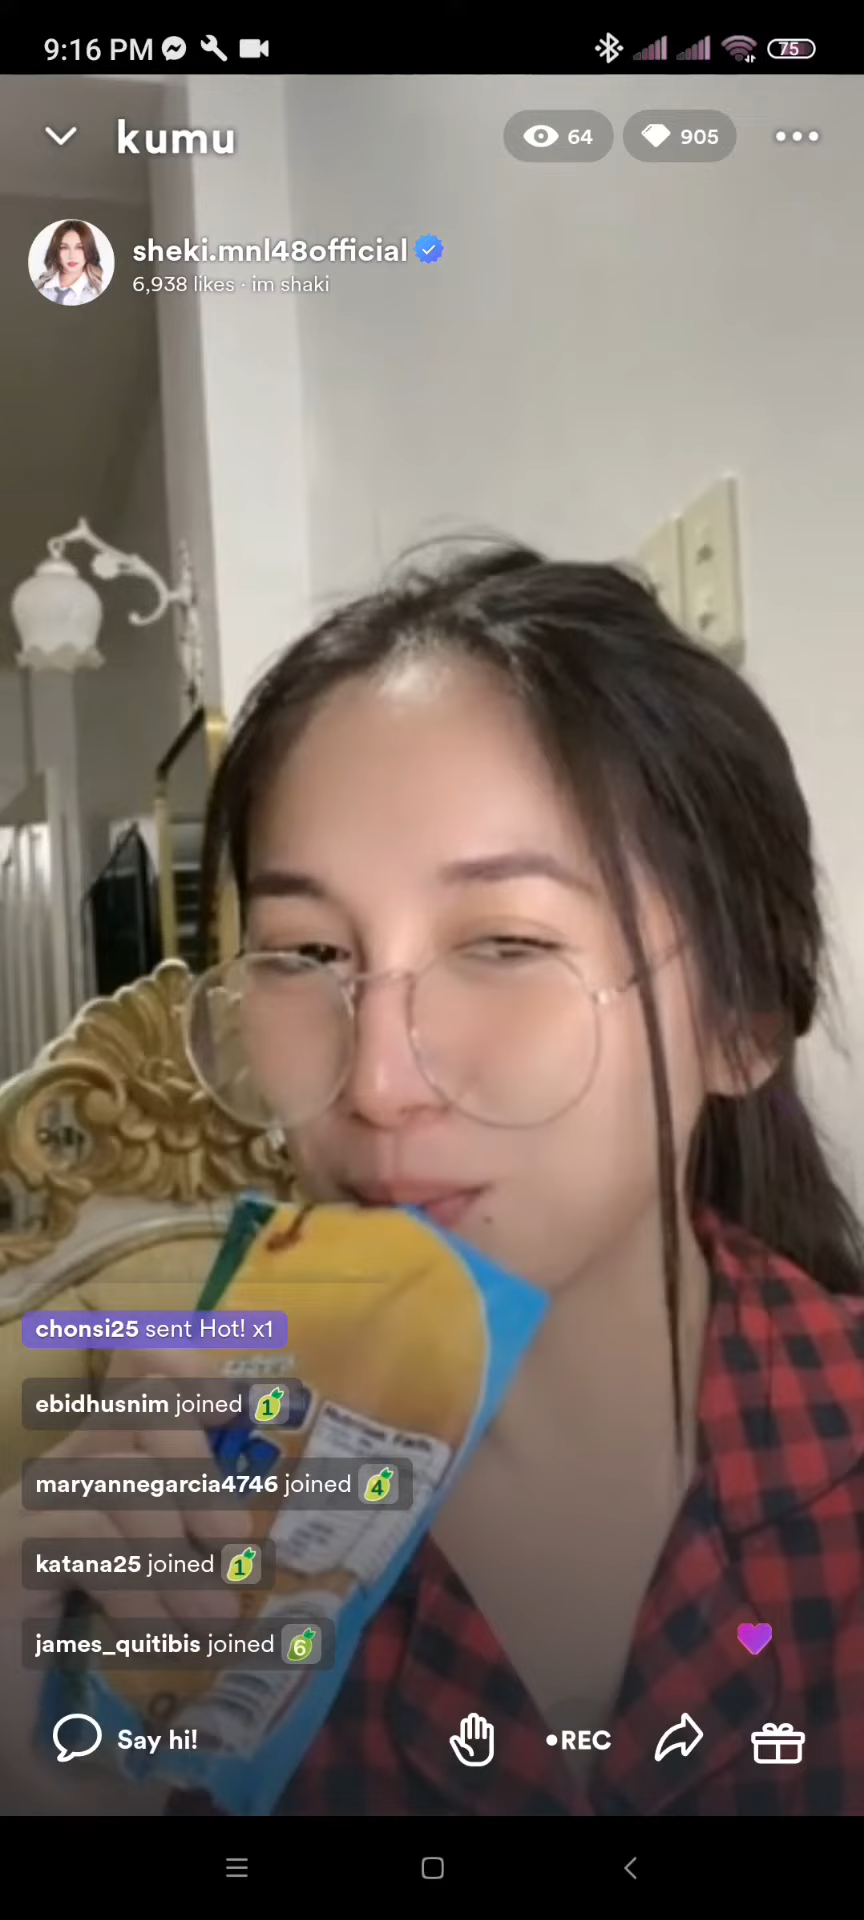 9:16 PM
75
kumu
64
905
sheki.mnl48official
6,938 likes · im shaki
chonsi25 sent Hot! x1
ebidhusnim joined 1
maryannegarcia4746 joined 4
katana25 joined 1
james_quitibis joined 6
Say hi!
•REC